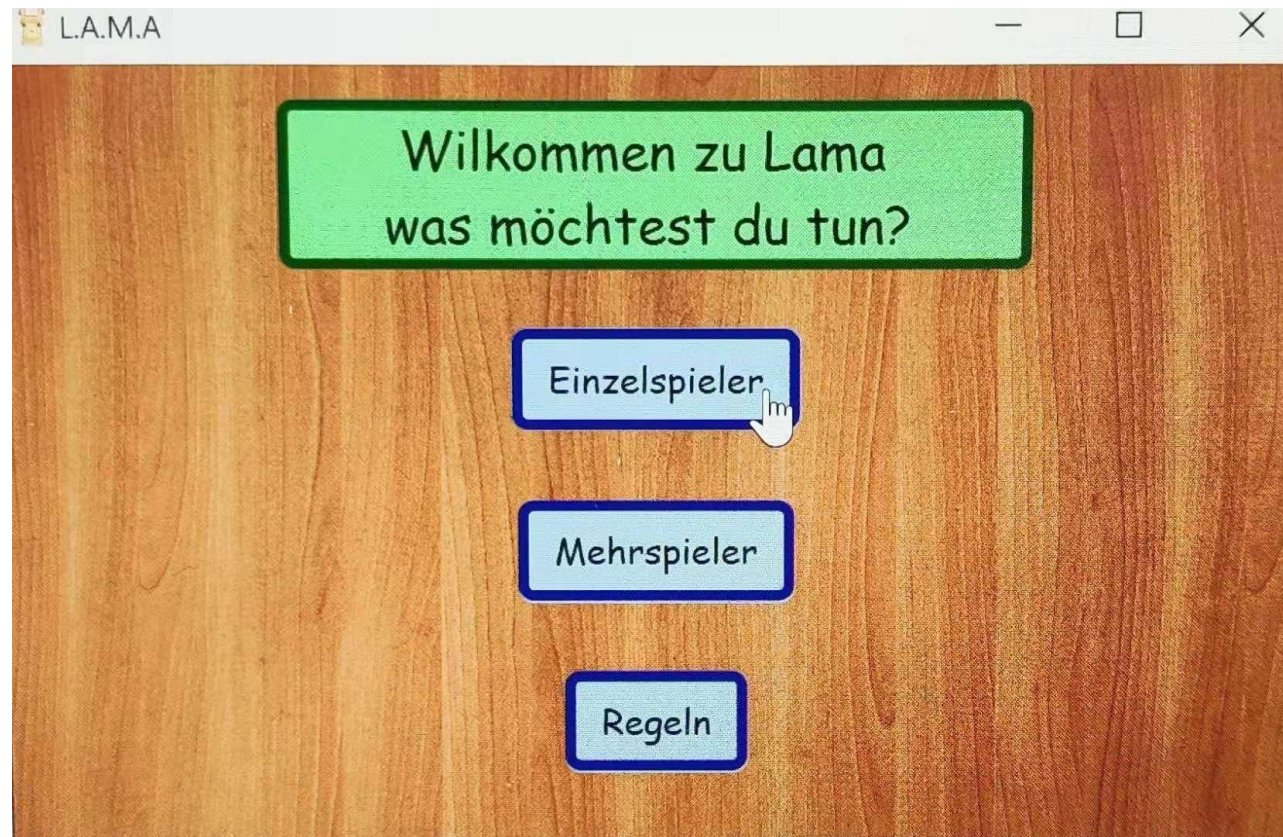 L.A.M.A
Wilkommen zu Lama
was möchtest du tun?
Einzelspieler
Mehrspieler
Regeln